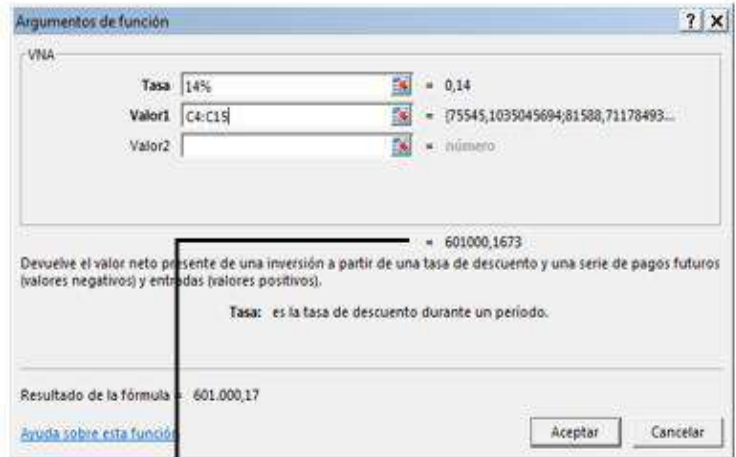 Argumentos de función
VNA
Tasa 14% = 0,14
Valor1 C4:C15 = {75545,1035045694;81588,71178493...
Valor2 = número
= 601000,1673
Devuelve el valor neto presente de una inversión a partir de una tasa de descuento y una serie de pagos futuros
(valores negativos) y entradas (valores positivos).
Tasa: es la tasa de descuento durante un período.
Resultado de la fórmula = 601.000,17
Ayuda sobre esta función
Aceptar Cancelar